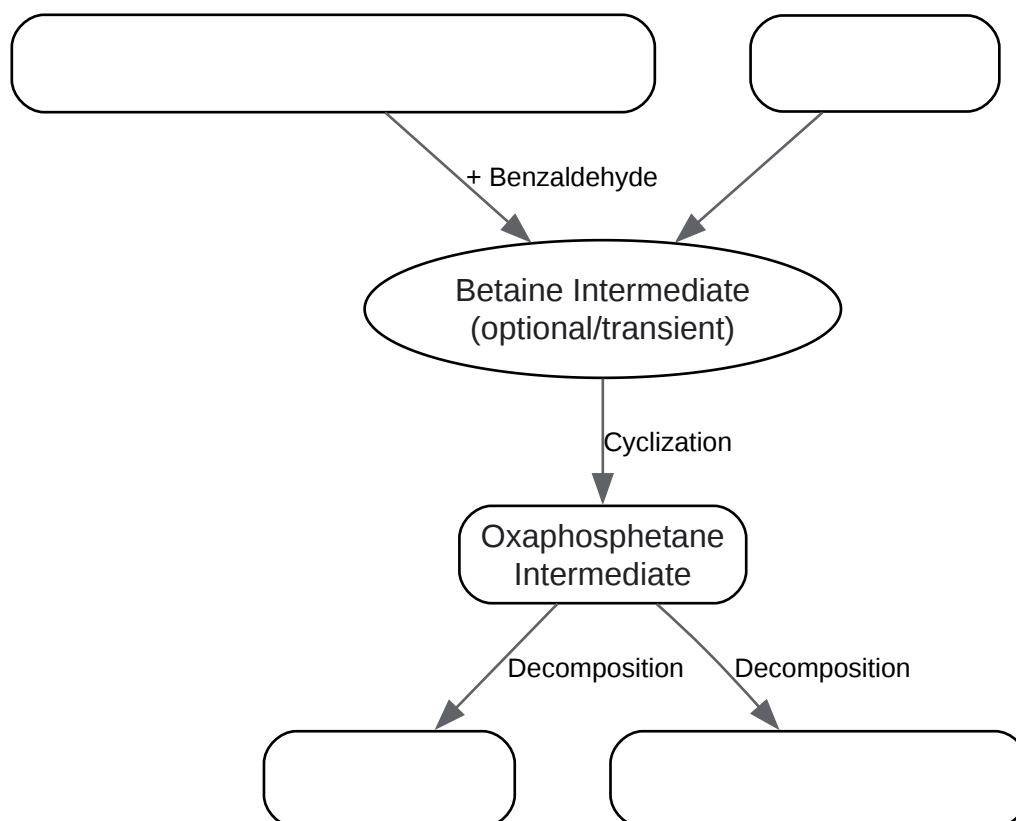 + Benzaldehyde
Betaine Intermediate
(optional/transient)
Cyclization
Oxaphosphetane
Intermediate
Decomposition
Decomposition